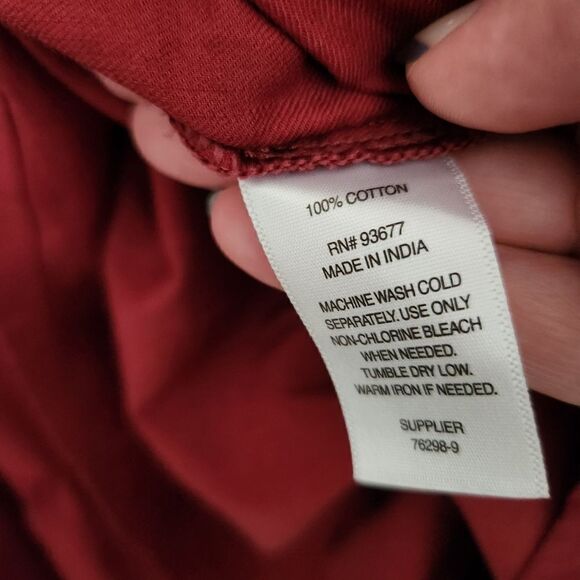 100% COTTON
RN# 93677
MADE IN INDIA
MACHINE WASH COLD
SEPARATELY. USE ONLY
NON-CHLORINE BLEACH
WHEN NEEDED.
TUMBLE DRY LOW.
WARM IRON IF NEEDED.
SUPPLIER
76298-9